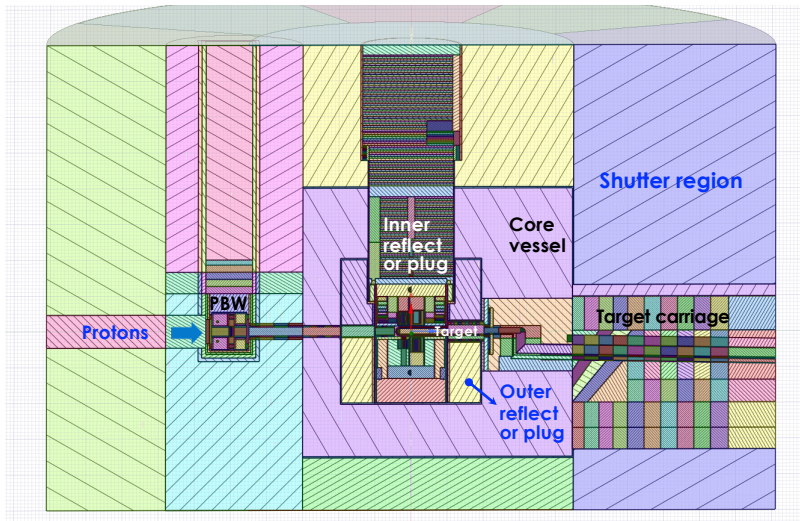 Shutter region
Inner
reflect
or plug
Core
vessel
PBW
Protons
Target
Target carriage
Outer
reflect
or plug